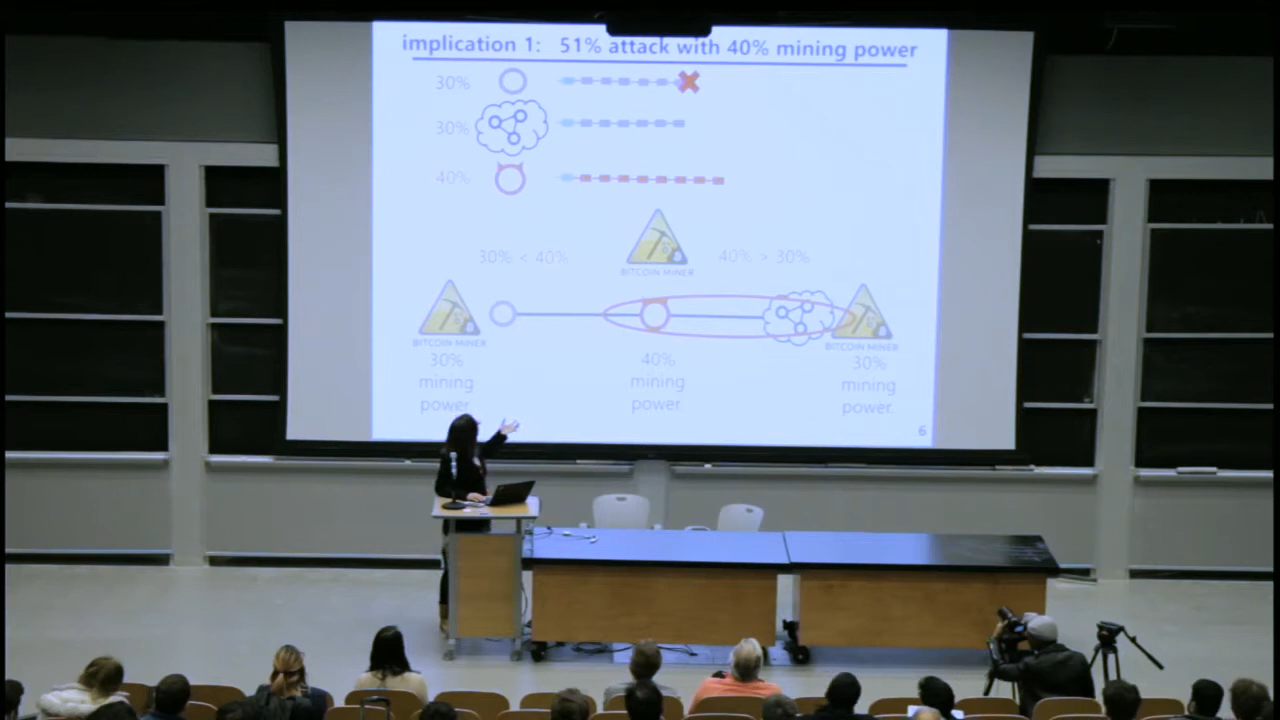 implication 1: 51% attack with 40% mining power
30%
30%
40%
30% < 40%
40% > 30%
BITCOIN MINER
BITCOIN MINER
BITCOIN MINER
30%
mining
power.
40%
mining
power.
30%
mining
power.
6